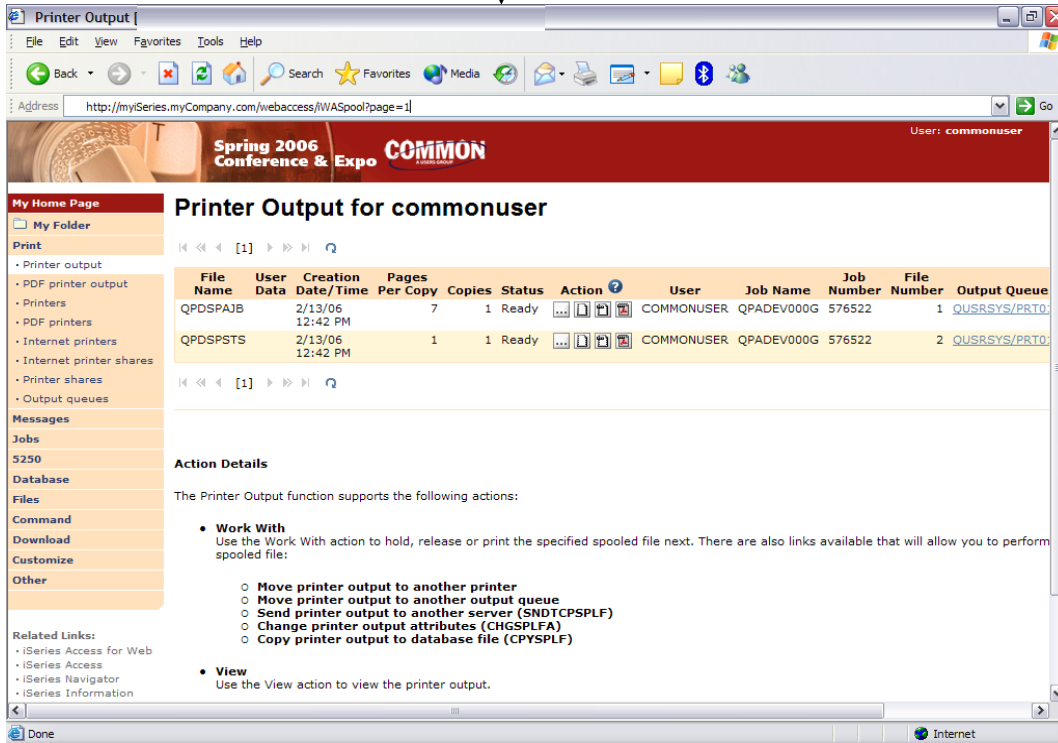 Printer Output [
File Edit View Favorites Tools Help
Back Search Favorites Media
Address http://myiSeries.myCompany.com/webaccess/iWASpool?page=1 Go
Spring 2006
Conference & Expo
COMMON
A USERS GROUP
User: commonuser
My Home Page
My Folder
Print
• Printer output
• PDF printer output
• Printers
• PDF printers
• Internet printers
• Internet printer shares
• Printer shares
• Output queues
Messages
Jobs
5250
Database
Files
Command
Download
Customize
Other
Related Links:
• iSeries Access for Web
• iSeries Access
• iSeries Navigator
• iSeries Information
Printer Output for commonuser
[1]
File Name User Data Creation Date/Time Pages Per Copy Copies Status Action ? User Job Name Job Number File Number Output Queue
QPDSPAJB 2/13/06 12:42 PM 7 1 Ready ... COMMONUSER QPADEV000G 576522 1 QUSRSYS/PRT01
QPDSPSTS 2/13/06 12:42 PM 1 1 Ready ... COMMONUSER QPADEV000G 576522 2 QUSRSYS/PRT01
[1]
Action Details
The Printer Output function supports the following actions:
• Work With
Use the Work With action to hold, release or print the specified spooled file next. There are also links available that will allow you to perform
spooled file:
o Move printer output to another printer
o Move printer output to another output queue
o Send printer output to another server (SNDTCPSPLF)
o Change printer output attributes (CHGSPLFA)
o Copy printer output to database file (CPYSPLF)
• View
Use the View action to view the printer output.
Done Internet